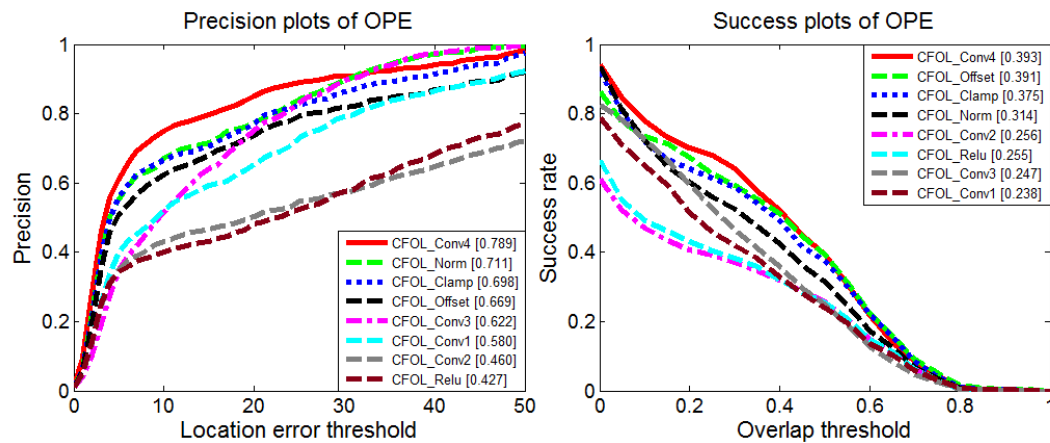 Precision plots of OPE
Precision
1
0.8
0.6
0.4
0.2
0
CFOL_Conv4 [0.789]
CFOL_Norm [0.711]
CFOL_Clamp [0.698]
CFOL_Offset [0.669]
CFOL_Conv3 [0.622]
CFOL_Conv1 [0.580]
CFOL_Conv2 [0.460]
CFOL_Relu [0.427]
0 10 20 30 40 50
Location error threshold
Success plots of OPE
Success rate
1
0.8
0.6
0.4
0.2
0
CFOL_Conv4 [0.393]
CFOL_Offset [0.391]
CFOL_Clamp [0.375]
CFOL_Norm [0.314]
CFOL_Conv2 [0.256]
CFOL_Relu [0.255]
CFOL_Conv3 [0.247]
CFOL_Conv1 [0.238]
0 0.2 0.4 0.6 0.8 1
Overlap threshold